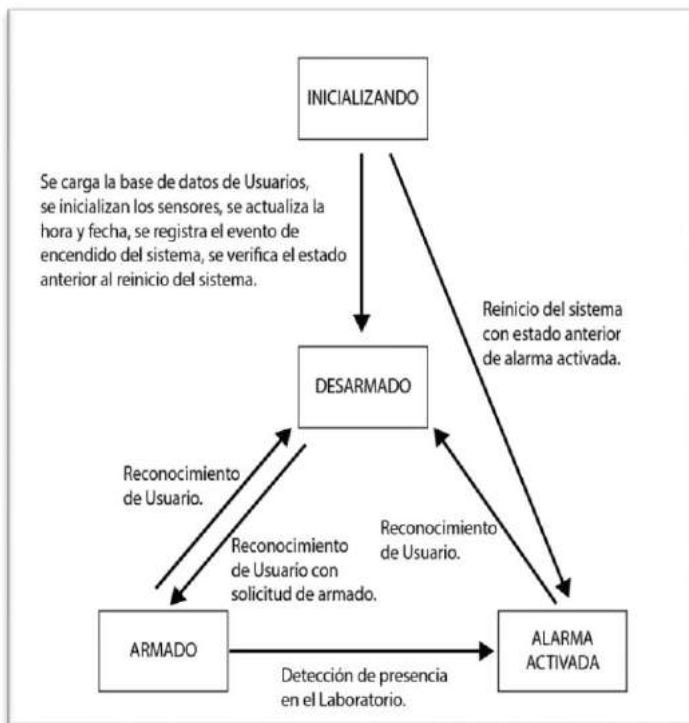 INICIALIZANDO
Se carga la base de datos de Usuarios,
se inicializan los sensores, se actualiza la
hora y fecha, se registra el evento de
encendido del sistema, se verifica el estado
anterior al reinicio del sistema.
Reinicio del sistema
con estado anterior
de alarma activada.
DESARMADO
Reconocimiento
de Usuario.
Reconocimiento
de Usuario con
solicitud de armado.
Reconocimiento
de Usuario.
ARMADO
Detección de presencia
en el Laboratorio.
ALARMA
ACTIVADA